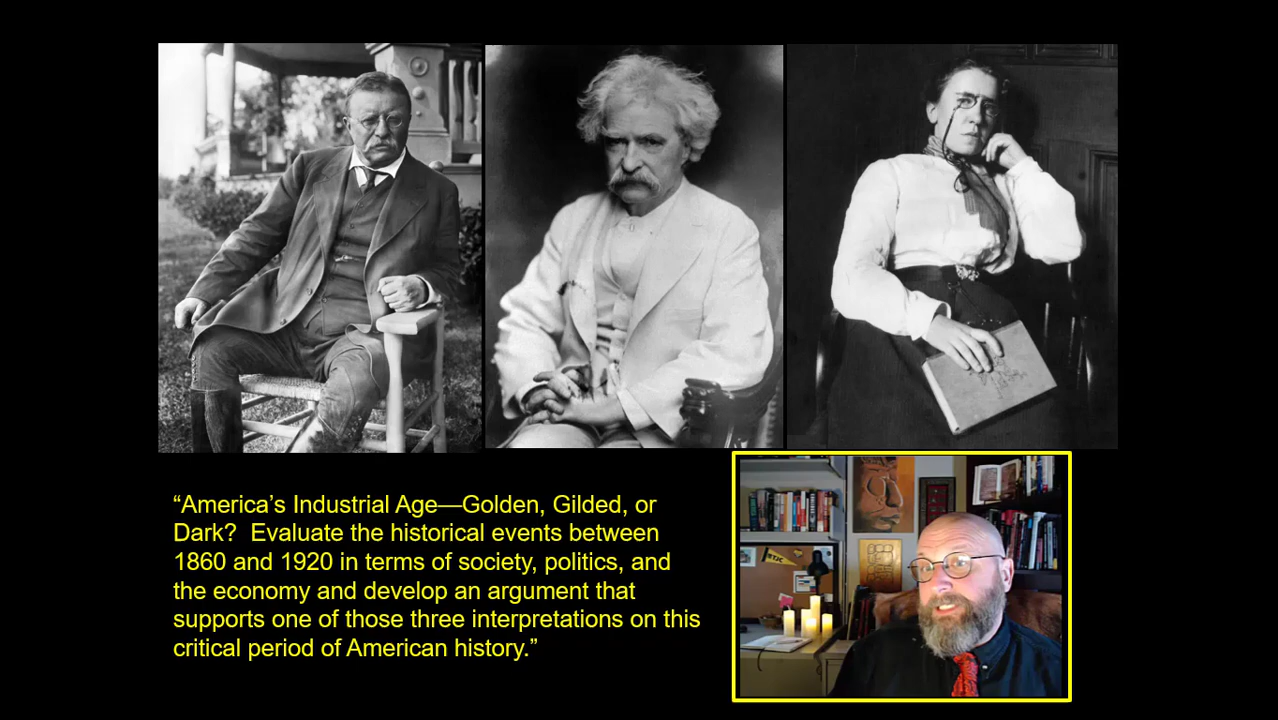 “America’s Industrial Age—Golden, Gilded, or
Dark?  Evaluate the historical events between
1860 and 1920 in terms of society, politics, and
the economy and develop an argument that
supports one of those three interpretations on this
critical period of American history.”